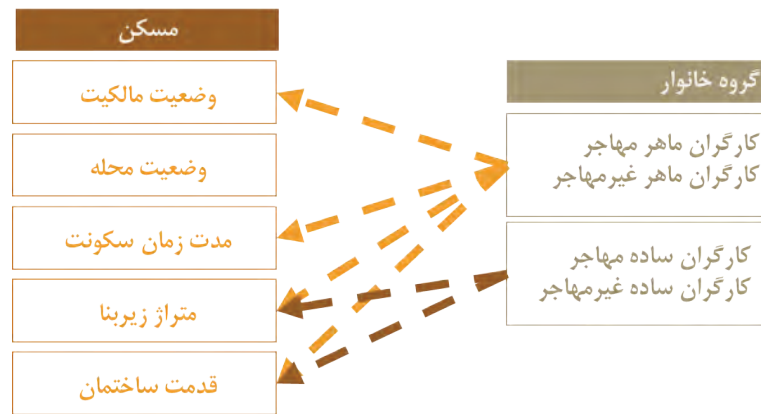 مسکن
وضعیت مالکیت
وضعیت محله
مدت زمان سکونت
متراژ زیربنا
قدمت ساختمان
گروه خانوار
کارگران ماهر مهاجر
کارگران ماهر غیرمهاجر
کارگران ساده مهاجر
کارگران ساده غیرمهاجر